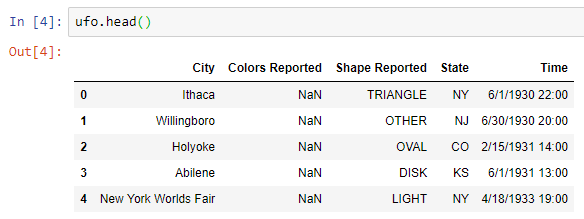 In [4]: ufo.head()
Out[4]:
City Colors Reported Shape Reported State Time
0 Ithaca NaN TRIANGLE NY 6/1/1930 22:00
1 Willingboro NaN OTHER NJ 6/30/1930 20:00
2 Holyoke NaN OVAL CO 2/15/1931 14:00
3 Abilene NaN DISK KS 6/1/1931 13:00
4 New York Worlds Fair NaN LIGHT NY 4/18/1933 19:00